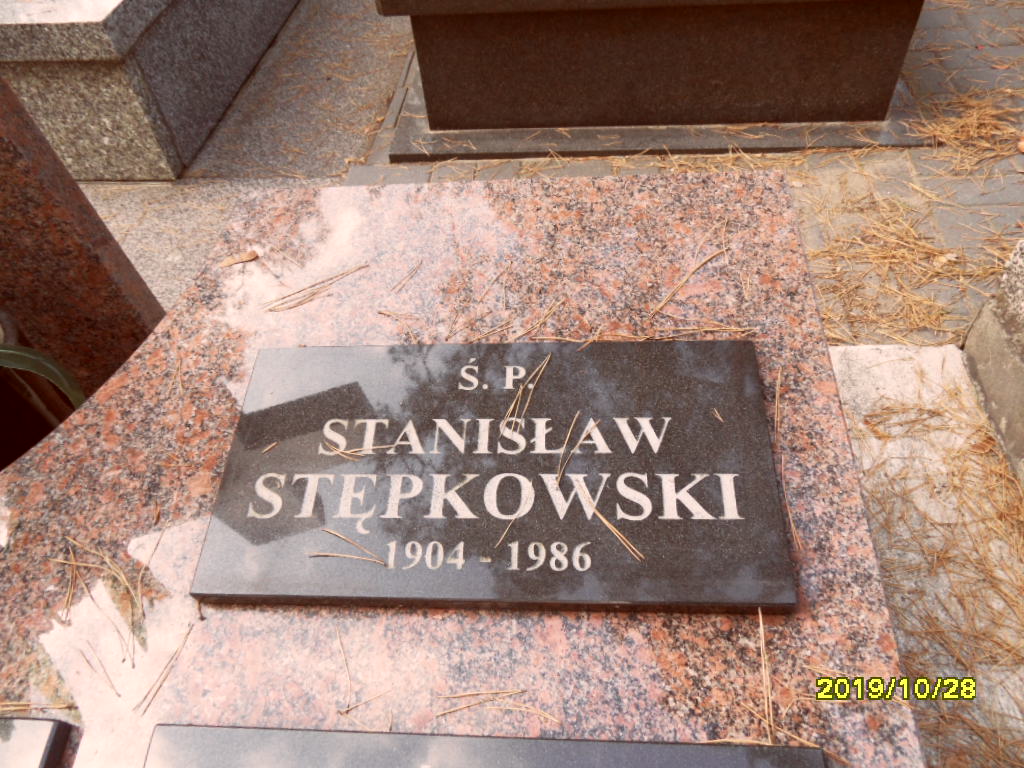 Ś. P.
STANISŁAW
STĘPKOWSKI
1904 - 1986
2019/10/28